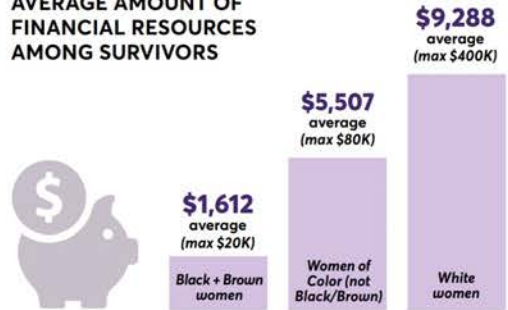 AVERAGE AMOUNT OF
FINANCIAL RESOURCES
AMONG SURVIVORS
$
$1,612
average
(max $20K)
Black + Brown
women
$5,507
average
(max $80K)
Women of
Color (not
Black/Brown)
$9,288
average
(max $400K)
White
women